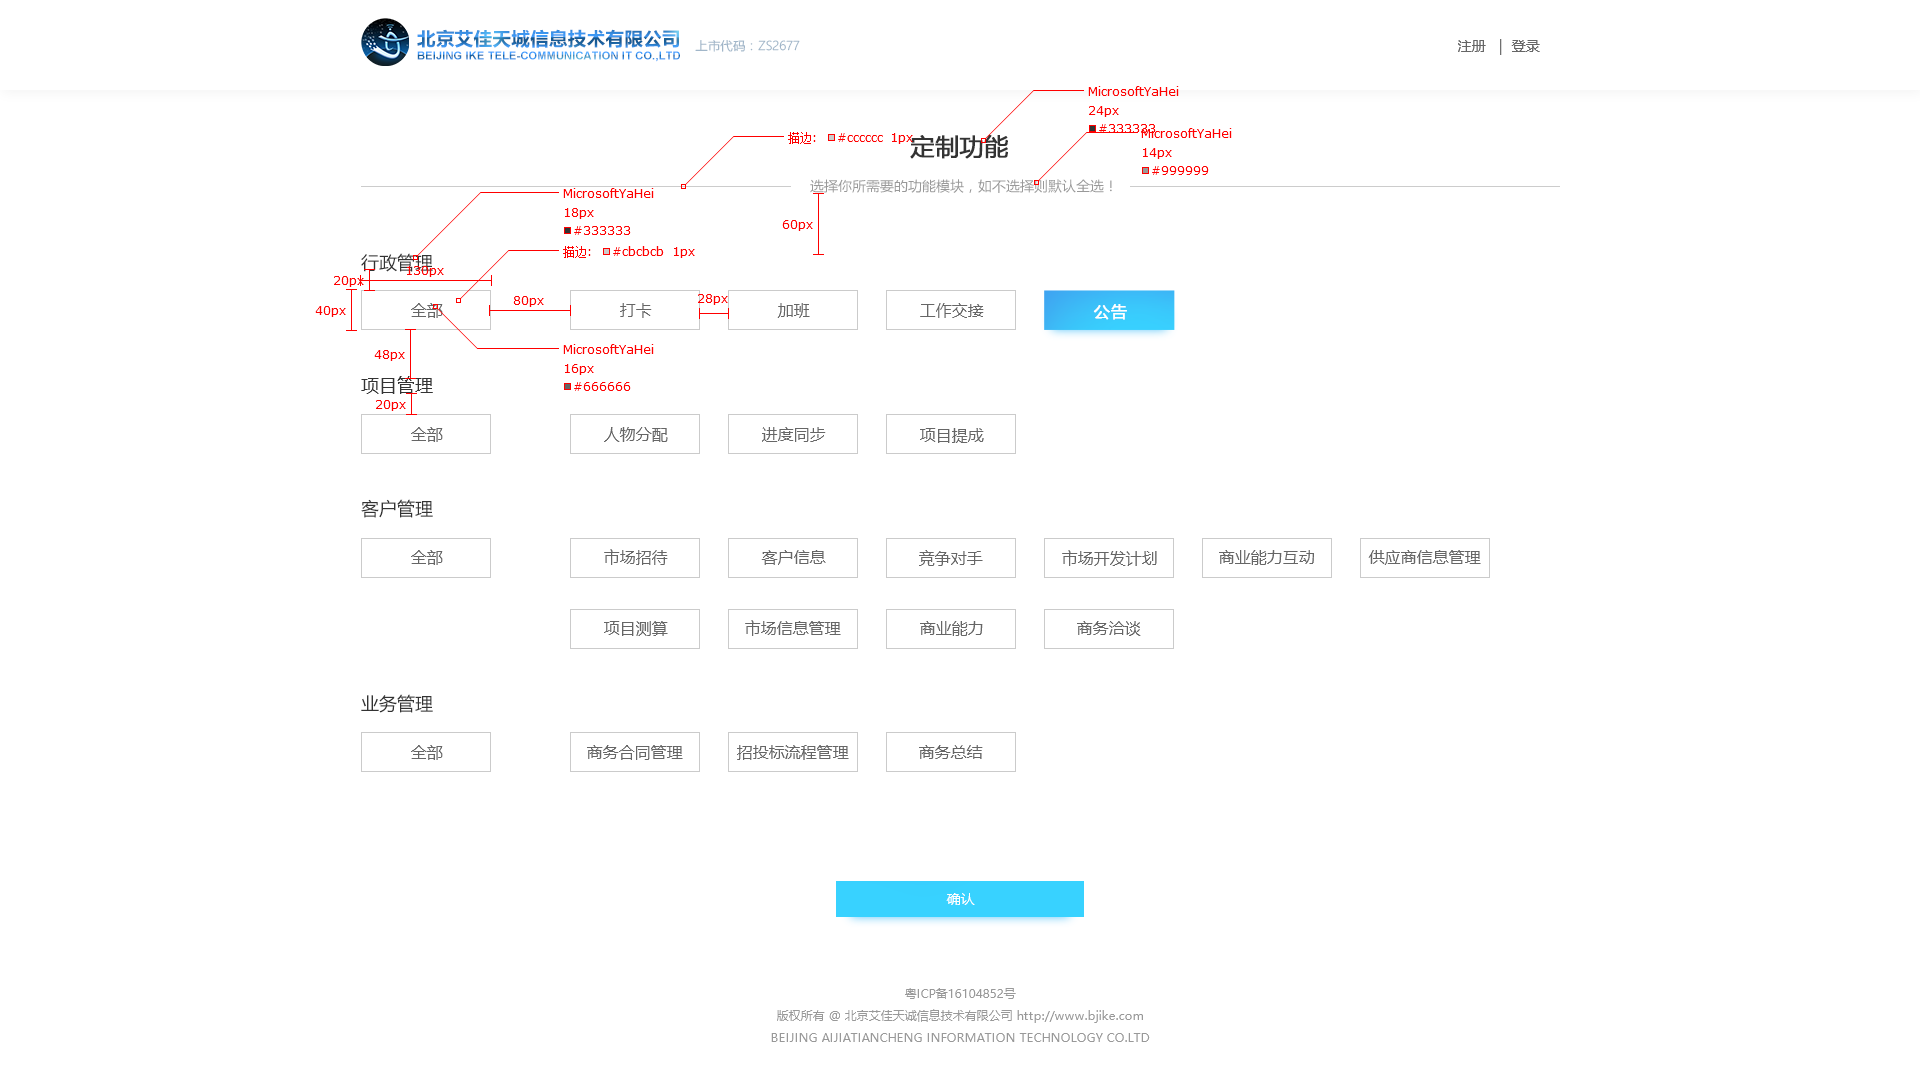 北京艾佳天诚信息技术有限公司
BEIJING IKE TELE-COMMUNICATION IT CO.,LTD
上市代码：ZS2677
注册 | 登录
MicrosoftYaHei
24px
#333333
描边： #cccccc 1px
定制功能
MicrosoftYaHei
14px
#999999
选择你所需要的功能模块，如不选择则默认全选！
MicrosoftYaHei
18px
#333333
60px
描边： #cbcbcb 1px
行政管理
130px
20px
40px
全部
80px
打卡
28px
加班
工作交接
公告
48px
MicrosoftYaHei
16px
#666666
项目管理
20px
全部
人物分配
进度同步
项目提成
客户管理
全部
市场招待
客户信息
竞争对手
市场开发计划
商业能力互动
供应商信息管理
项目测算
市场信息管理
商业能力
商务洽谈
业务管理
全部
商务合同管理
招投标流程管理
商务总结
确认
粤ICP备16104852号
版权所有 @ 北京艾佳天诚信息技术有限公司 http://www.bjike.com
BEIJING AIJIATIANCHENG INFORMATION TECHNOLOGY CO.LTD